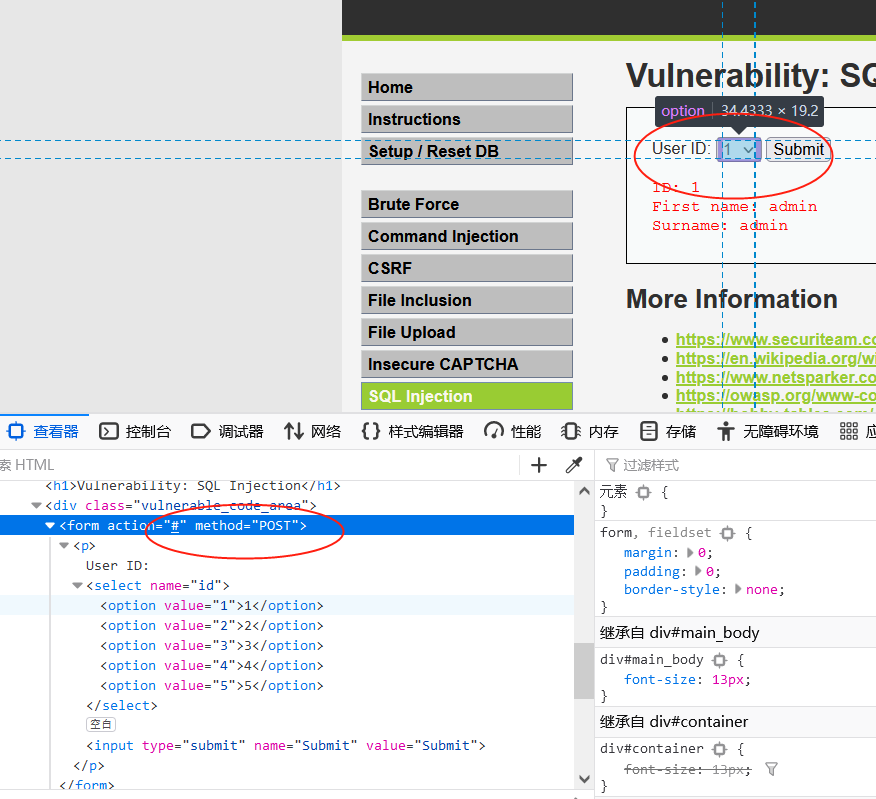 Vulnerability: SQ
option 34.4333 × 19.2
User ID: 1 Submit
ID: 1
First name: admin
Surname: admin
Home
Instructions
Setup / Reset DB
Brute Force
Command Injection
CSRF
File Inclusion
File Upload
Insecure CAPTCHA
SQL Injection
More Information
https://www.securiteam.co
https://en.wikipedia.org/wi
https://www.netsparker.co
https://owasp.org/www-co
查看器 控制台 调试器 网络 样式编辑器 性能 内存 存储 无障碍环境 应
索 HTML
<h1>Vulnerability: SQL Injection</h1>
<div class="vulnerable_code_area">
<form action="#" method="POST">
<p>
User ID:
<select name="id">
<option value="1">1</option>
<option value="2">2</option>
<option value="3">3</option>
<option value="4">4</option>
<option value="5">5</option>
</select>
空白
<input type="submit" name="Submit" value="Submit">
</p>
</form>
过滤样式
元素 {
}
form, fieldset {
margin: 0;
padding: 0;
border-style: none;
}
继承自 div#main_body
div#main_body {
font-size: 13px;
}
继承自 div#container
div#container {
font-size: 13px;
}